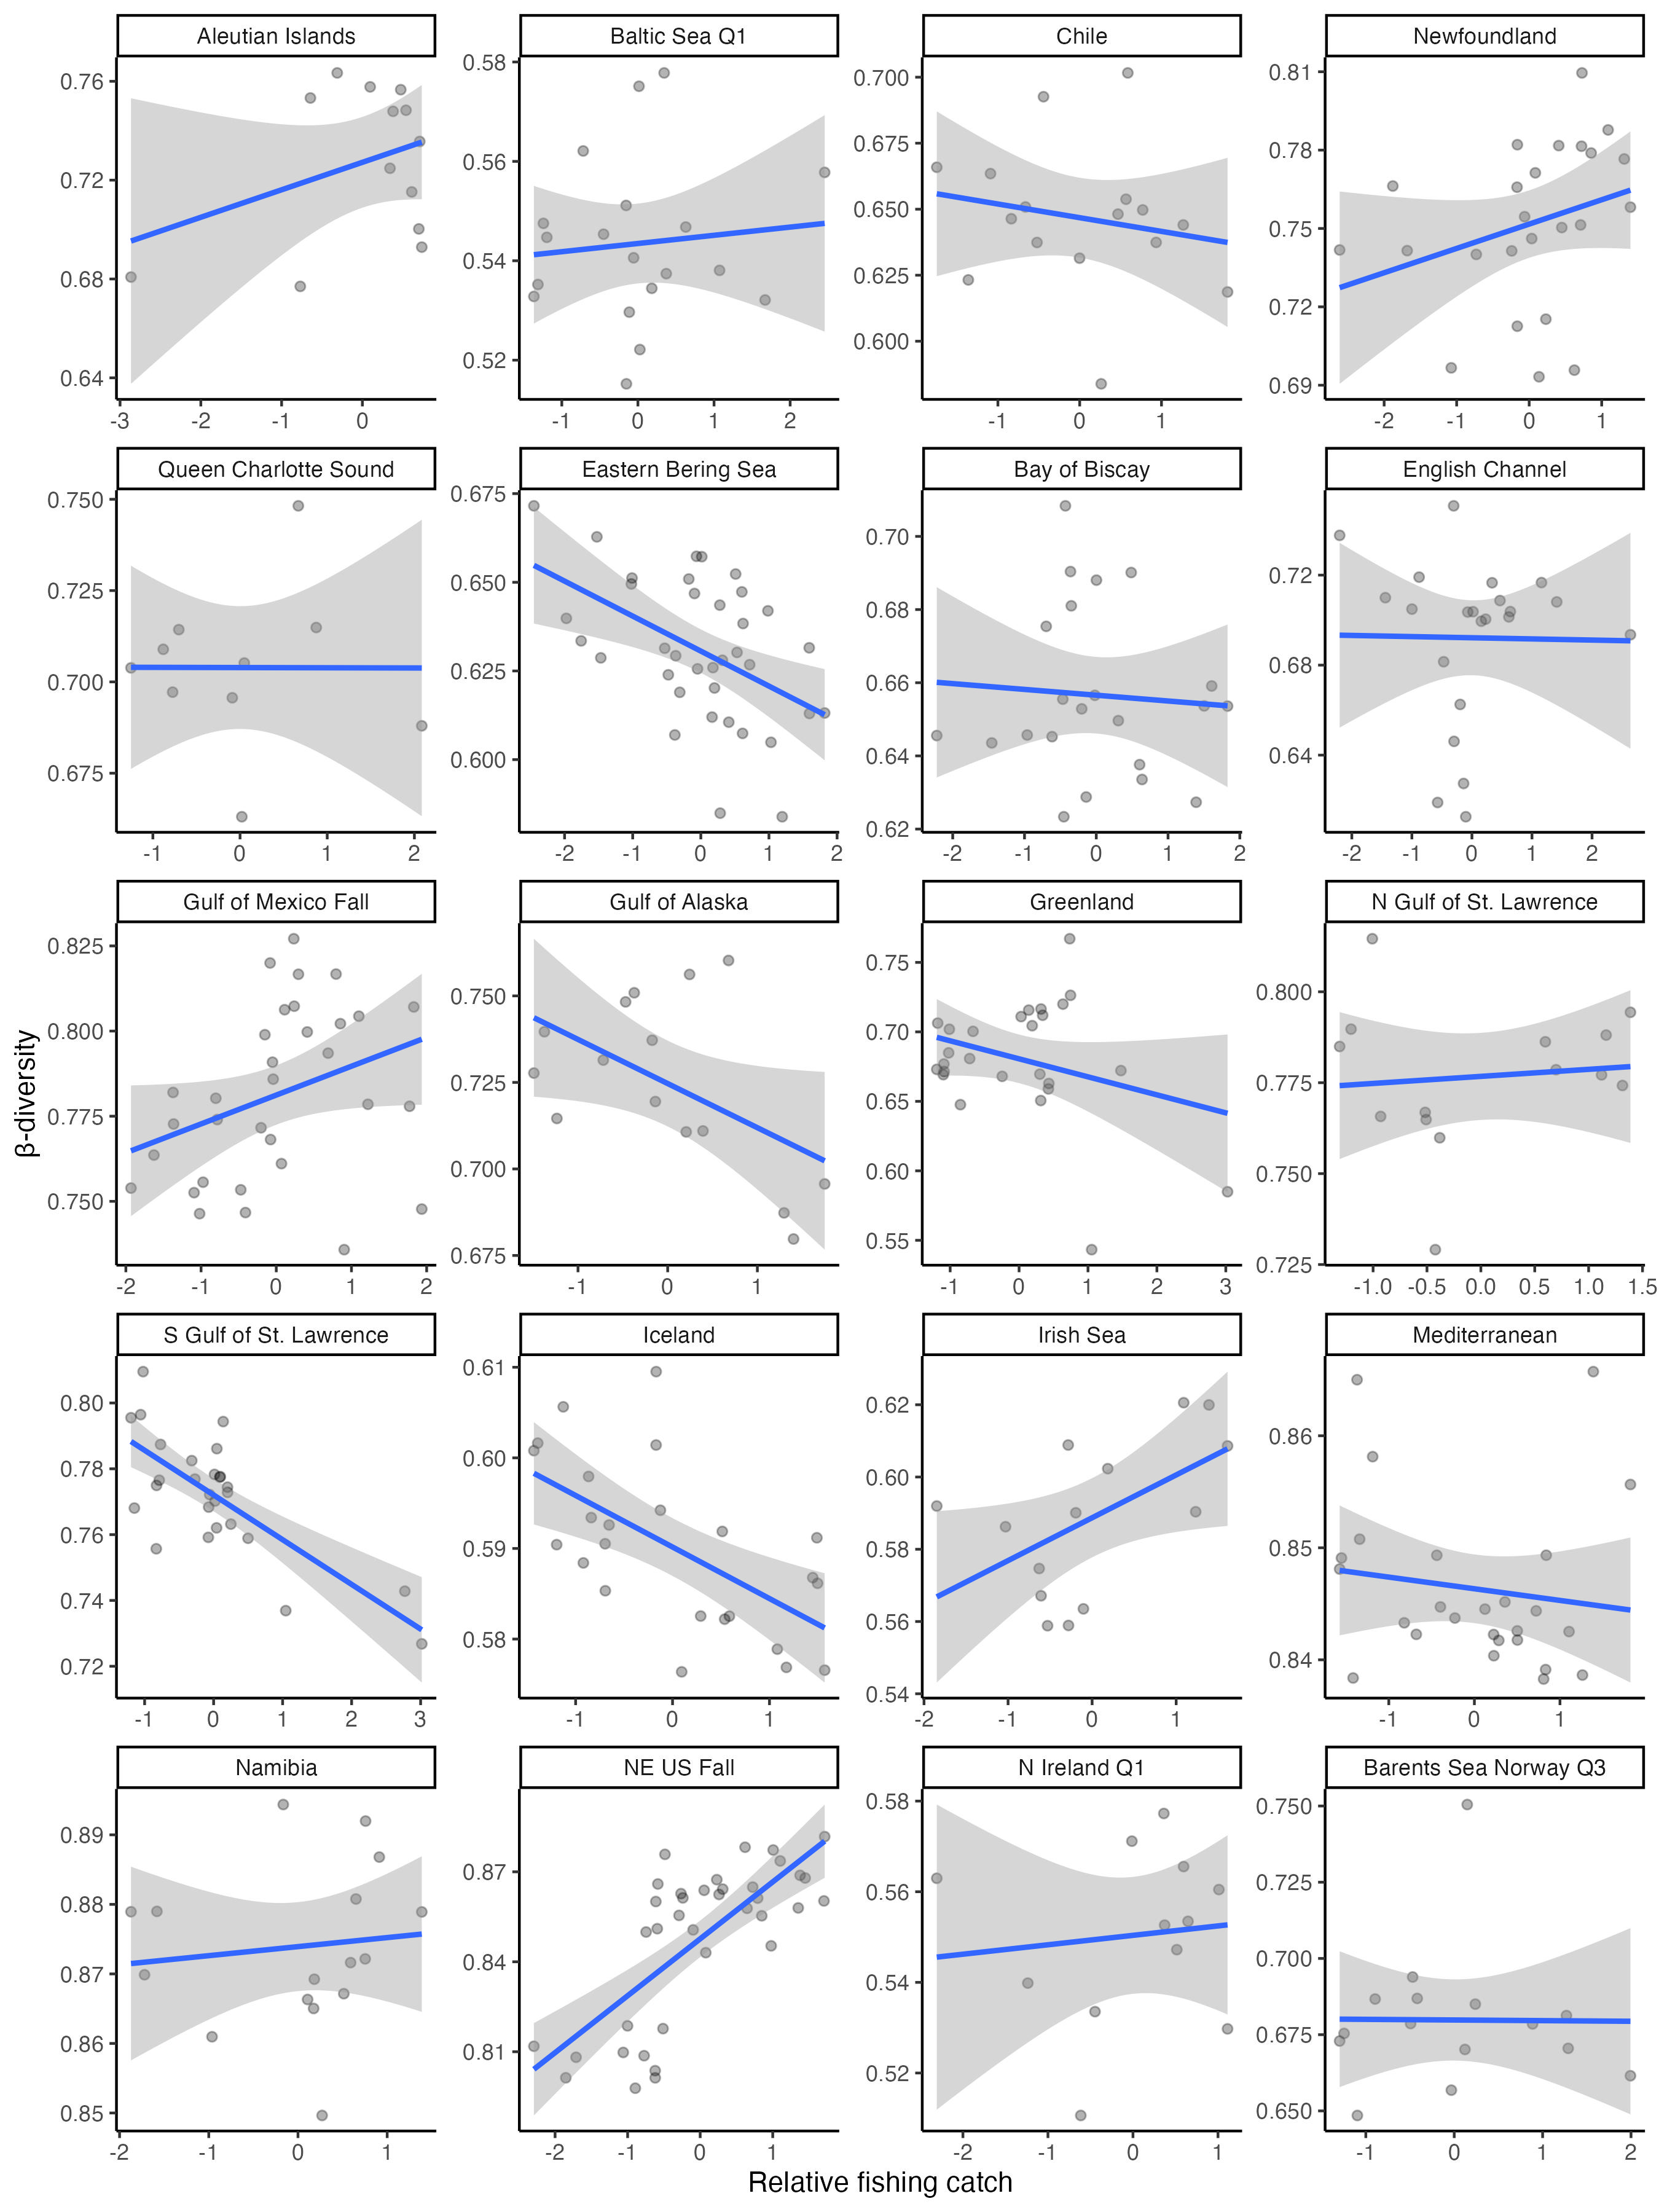 Aleutian Islands Baltic Sea Q1 Chile Newfoundland
0.76 0.72 0.68 0.64
-3 -2 -1 0
0.58 0.56 0.54 0.52
-1 0 1 2
0.700 0.675 0.650 0.625 0.600
-1 0 1
0.81 0.78 0.75 0.72 0.69
-2 -1 0 1
Queen Charlotte Sound Eastern Bering Sea Bay of Biscay English Channel
0.750 0.725 0.700 0.675
-1 0 1 2
0.675 0.650 0.625 0.600
-2 -1 0 1 2
0.70 0.68 0.66 0.64 0.62
-2 -1 0 1 2
0.72 0.68 0.64
-2 -1 0 1 2
Gulf of Mexico Fall Gulf of Alaska Greenland N Gulf of St. Lawrence
0.825 0.800 0.775 0.750
-2 -1 0 1 2
0.750 0.725 0.700 0.675
-1 0 1
0.75 0.70 0.65 0.60 0.55
-1 0 1 2 3
0.800 0.775 0.750 0.725
-1.0 -0.5 0.0 0.5 1.0 1.5
β-diversity
S Gulf of St. Lawrence Iceland Irish Sea Mediterranean
0.80 0.78 0.76 0.74 0.72
-1 0 1 2 3
0.61 0.60 0.59 0.58
-1 0 1
0.62 0.60 0.58 0.56 0.54
-2 -1 0 1
0.86 0.85 0.84
-1 0 1
Namibia NE US Fall N Ireland Q1 Barents Sea Norway Q3
0.89 0.88 0.87 0.86 0.85
-2 -1 0 1
0.87 0.84 0.81
-2 -1 0 1
0.58 0.56 0.54 0.52
-2 -1 0 1
0.750 0.725 0.700 0.675 0.650
-1 0 1 2
Relative fishing catch